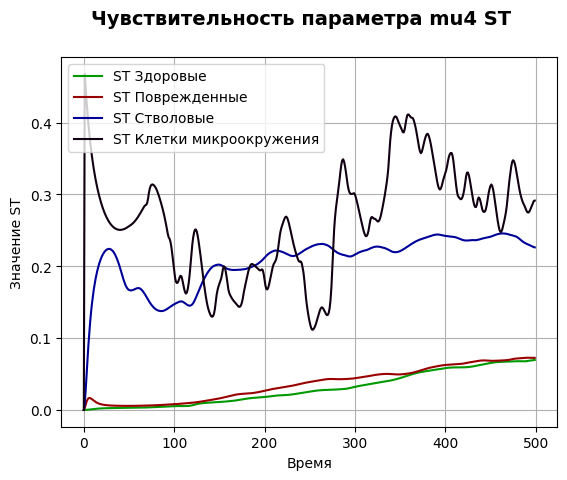 Чувствительность параметра mu4 ST
ST Здоровые
ST Поврежденные
ST Стволовые
ST Клетки микроокружения
Значение ST
0.4
0.3
0.2
0.1
0.0
0 100 200 300 400 500
Время